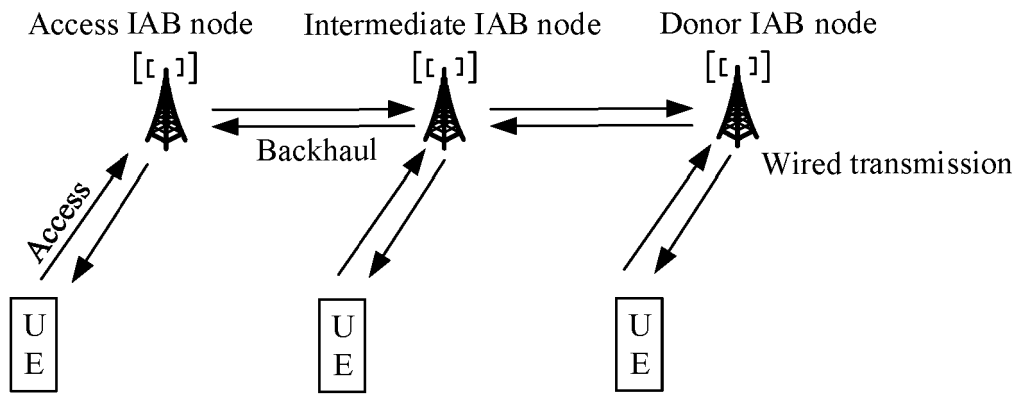 Access IAB node
Intermediate IAB node
Donor IAB node
Backhaul
Wired transmission
Access
U
E
U
E
U
E